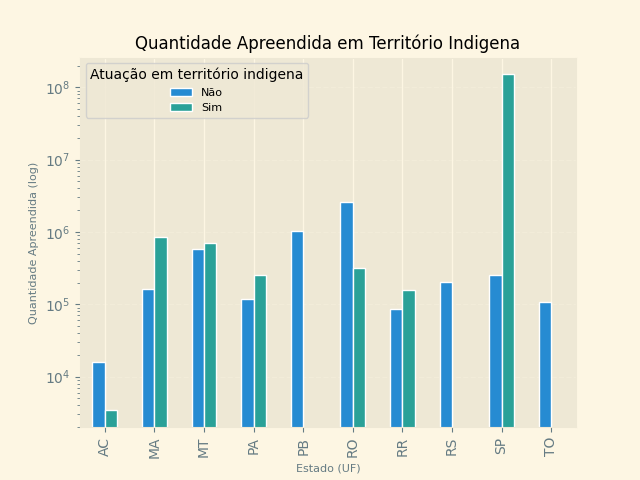 Quantidade Apreendida em Território Indigena
Atuação em território indigena
Não
Sim
Quantidade Apreendida (log)
10^8
10^7
10^6
10^5
10^4
AC MA MT PA PB RO RR RS SP TO
Estado (UF)